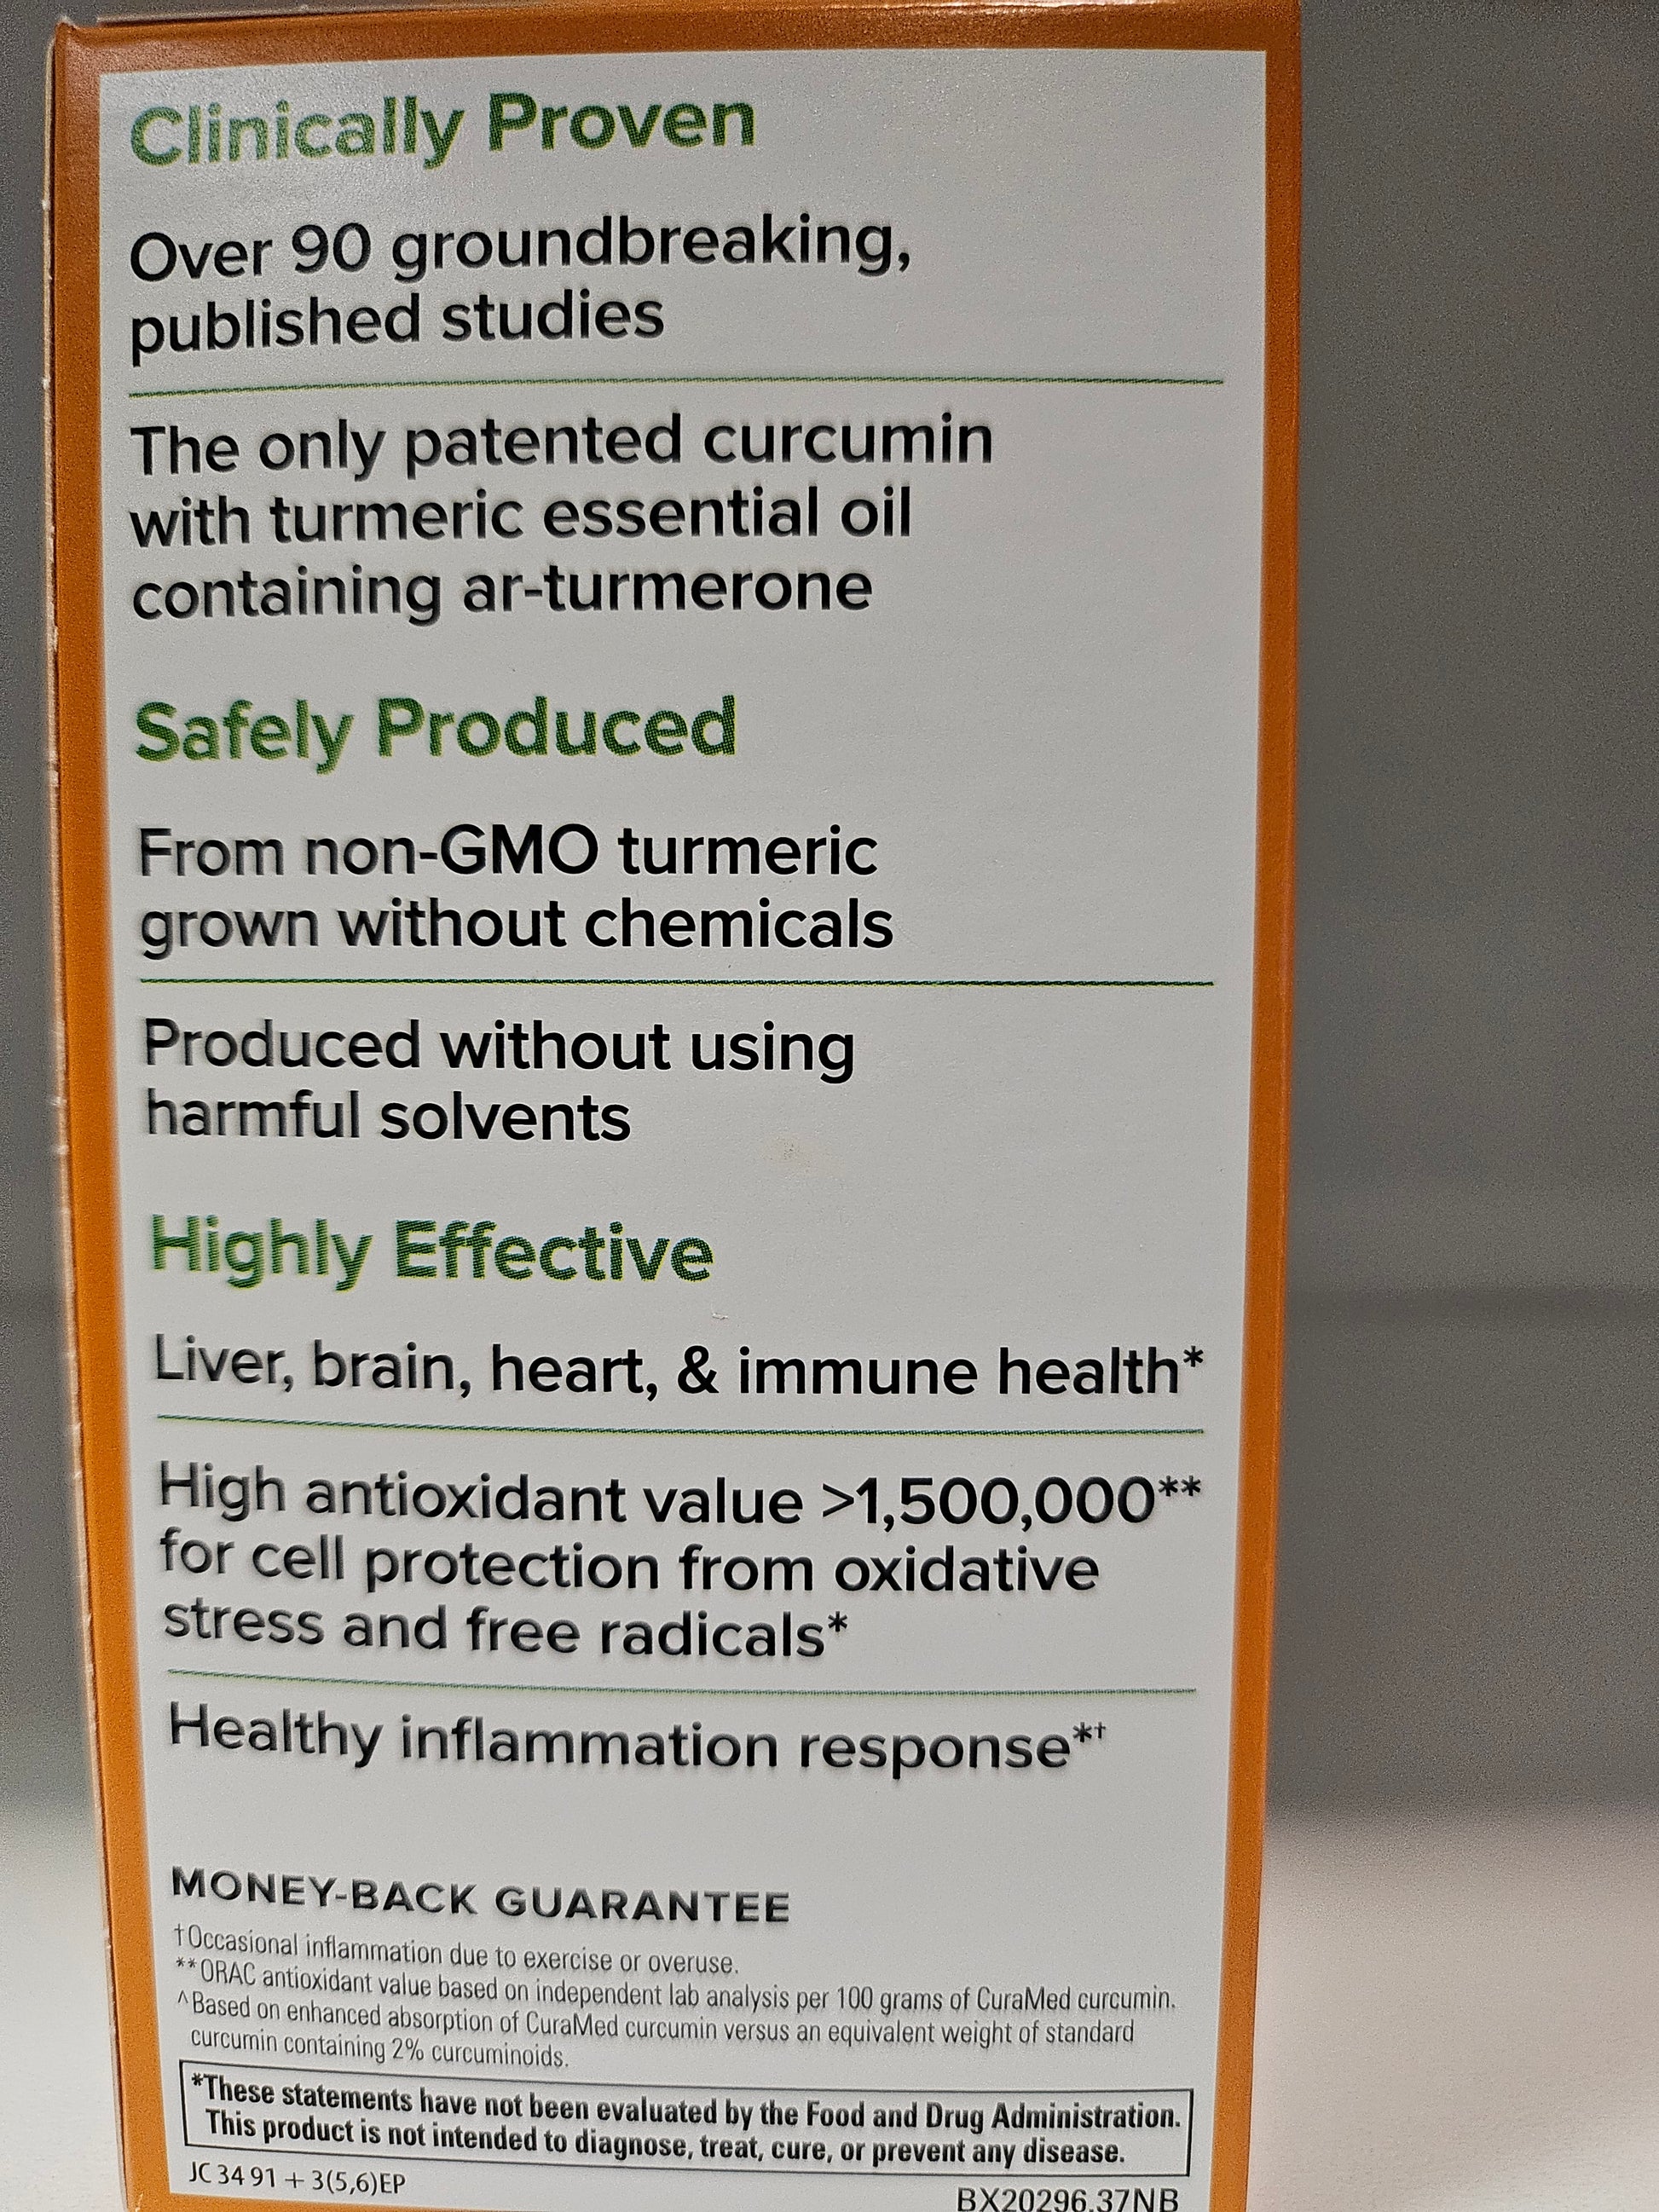 Clinically Proven
Over 90 groundbreaking,
published studies
The only patented curcumin
with turmeric essential oil
containing ar-turmerone
Safely Produced
From non-GMO turmeric
grown without chemicals
Produced without using
harmful solvents
Highly Effective
Liver, brain, heart, & immune health*
High antioxidant value >1,500,000**
for cell protection from oxidative
stress and free radicals*
Healthy inflammation response*†
MONEY-BACK GUARANTEE
†Occasional inflammation due to exercise or overuse.
**ORAC antioxidant value based on independent lab analysis per 100 grams of CuraMed curcumin.
^Based on enhanced absorption of CuraMed curcumin versus an equivalent weight of standard
curcumin containing 2% curcuminoids.
*These statements have not been evaluated by the Food and Drug Administration.
This product is not intended to diagnose, treat, cure, or prevent any disease.
JC 34 91 + 3(5,6)EP
BX20296.37NB